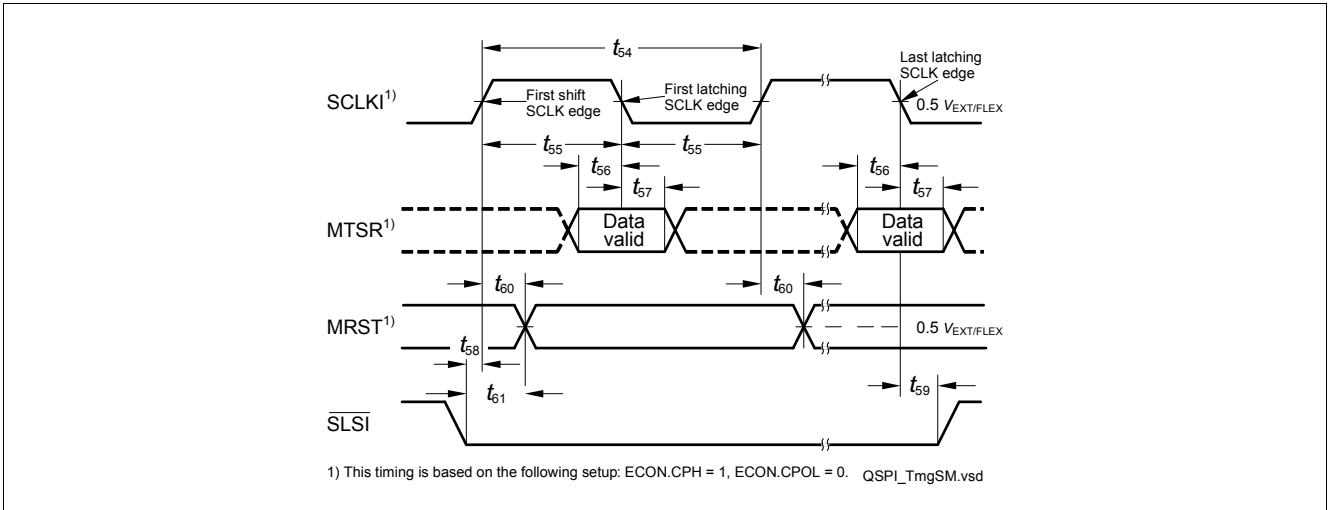 t54
SCLKI1)
First shift
SCLK edge
First latching
SCLK edge
Last latching
SCLK edge
0.5 VEXT/FLEX
t55
t55
t56
t57
t56
t57
MTSR1)
Data
valid
Data
valid
t60
t60
MRST1)
0.5 VEXT/FLEX
t58
t61
t59
SLSI
1) This timing is based on the following setup: ECON.CPH = 1, ECON.CPOL = 0.
QSPI_TmgSM.vsd